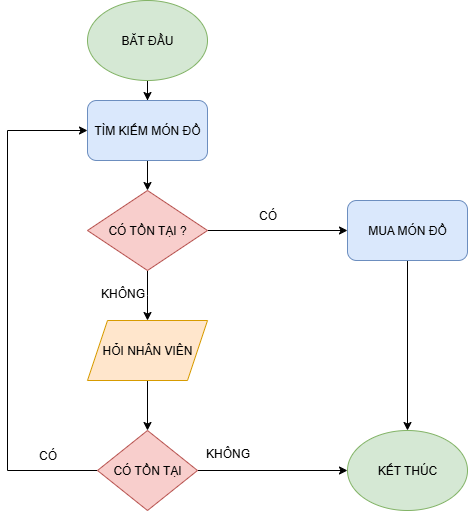 BẮT ĐẦU
TÌM KIẾM MÓN ĐỒ
CÓ TỒN TẠI ?
CÓ
MUA MÓN ĐỒ
KHÔNG
HỎI NHÂN VIÊN
CÓ
CÓ TỒN TẠI
KHÔNG
KẾT THÚC